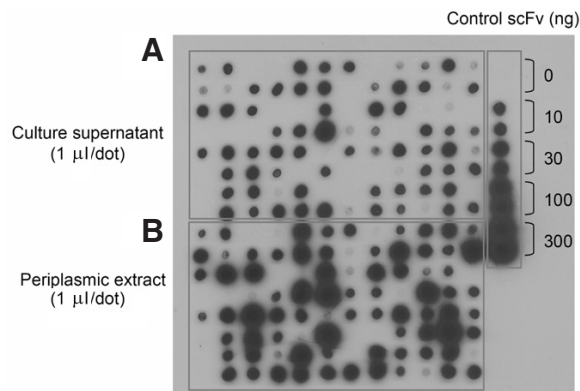 Control scFv (ng)
A
0
10
Culture supernatant
(1 μl/dot)
30
100
B
300
Periplasmic extract
(1 μl/dot)